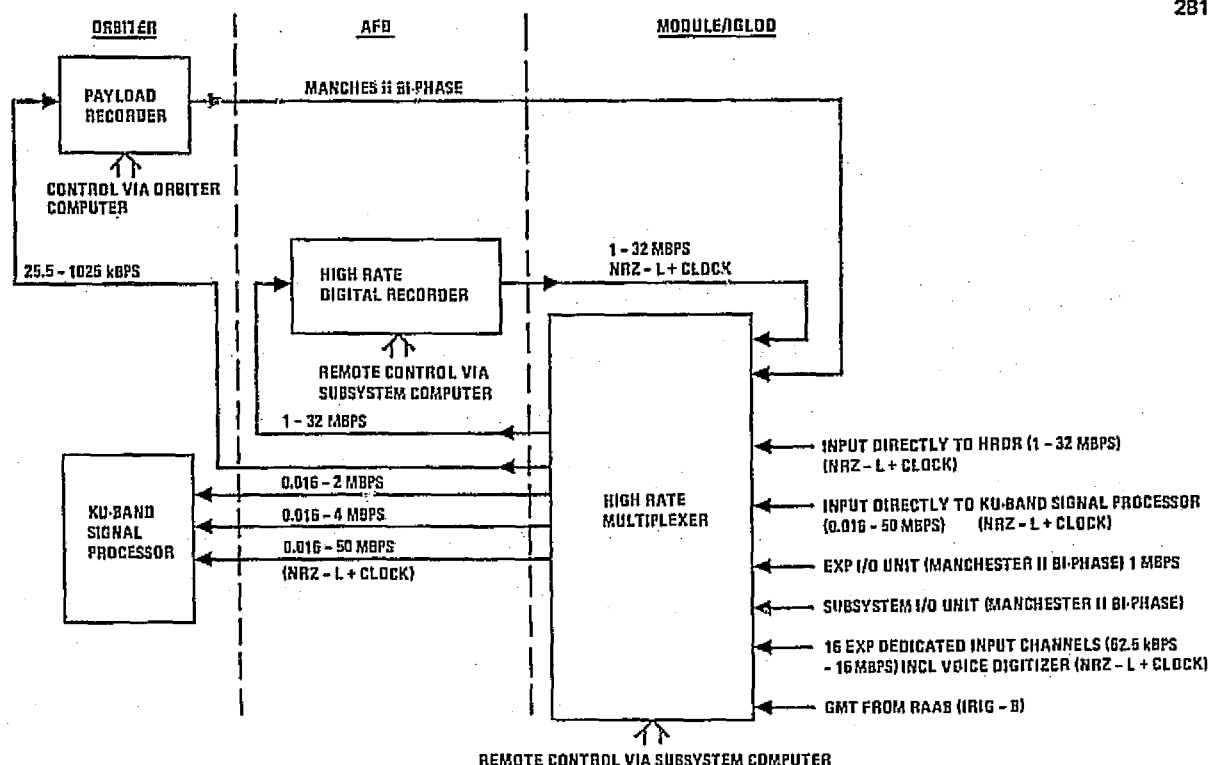 281
ORBITER
AFD
MODULE/IGLOO
PAYLOAD
RECORDER
MANCHES II BI-PHASE
CONTROL VIA ORBITER
COMPUTER
25.5 – 1025 kBPS
HIGH RATE
DIGITAL RECORDER
1 – 32 MBPS
NRZ – L + CLOCK
REMOTE CONTROL VIA
SUBSYSTEM COMPUTER
1 – 32 MBPS
KU-BAND
SIGNAL
PROCESSOR
0.016 – 2 MBPS
0.016 – 4 MBPS
0.016 – 50 MBPS
(NRZ – L + CLOCK)
HIGH RATE
MULTIPLEXER
INPUT DIRECTLY TO HRDR (1 – 32 MBPS)
(NRZ – L + CLOCK)
INPUT DIRECTLY TO KU-BAND SIGNAL PROCESSOR
(0.016 – 50 MBPS) (NRZ – L + CLOCK)
EXP I/O UNIT (MANCHESTER II BI-PHASE) 1 MBPS
SUBSYSTEM I/O UNIT (MANCHESTER II BI-PHASE)
16 EXP DEDICATED INPUT CHANNELS (62.5 kBPS
– 16 MBPS) INCL VOICE DIGITIZER (NRZ – L + CLOCK)
GMT FROM RAAB (IRIG – B)
REMOTE CONTROL VIA SUBSYSTEM COMPUTER